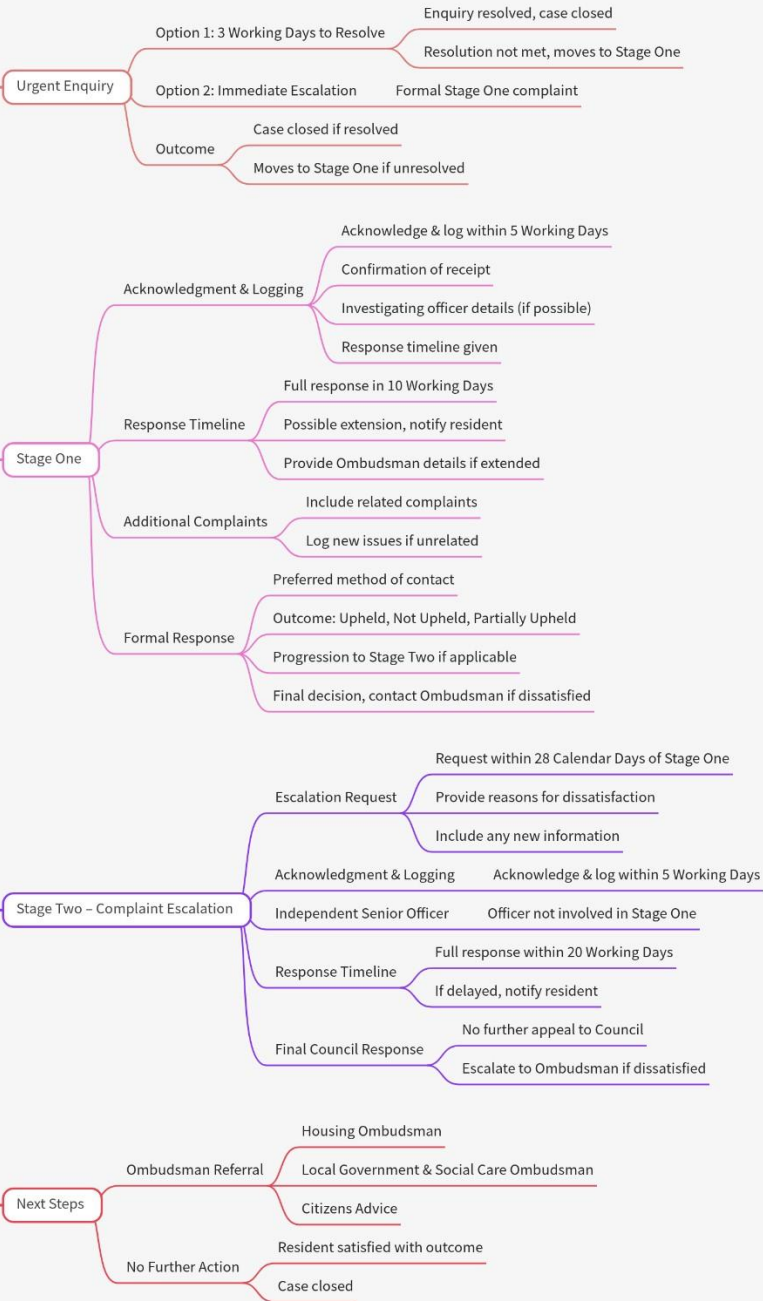 Urgent Enquiry
Option 1: 3 Working Days to Resolve
Enquiry resolved, case closed
Resolution not met, moves to Stage One
Option 2: Immediate Escalation
Formal Stage One complaint
Outcome
Case closed if resolved
Moves to Stage One if unresolved
Stage One
Acknowledgment & Logging
Acknowledge & log within 5 Working Days
Confirmation of receipt
Investigating officer details (if possible)
Response timeline given
Response Timeline
Full response in 10 Working Days
Possible extension, notify resident
Provide Ombudsman details if extended
Additional Complaints
Include related complaints
Log new issues if unrelated
Formal Response
Preferred method of contact
Outcome: Upheld, Not Upheld, Partially Upheld
Progression to Stage Two if applicable
Final decision, contact Ombudsman if dissatisfied
Stage Two – Complaint Escalation
Escalation Request
Request within 28 Calendar Days of Stage One
Provide reasons for dissatisfaction
Include any new information
Acknowledgment & Logging
Acknowledge & log within 5 Working Days
Independent Senior Officer
Officer not involved in Stage One
Response Timeline
Full response within 20 Working Days
If delayed, notify resident
Final Council Response
No further appeal to Council
Escalate to Ombudsman if dissatisfied
Next Steps
Ombudsman Referral
Housing Ombudsman
Local Government & Social Care Ombudsman
Citizens Advice
No Further Action
Resident satisfied with outcome
Case closed